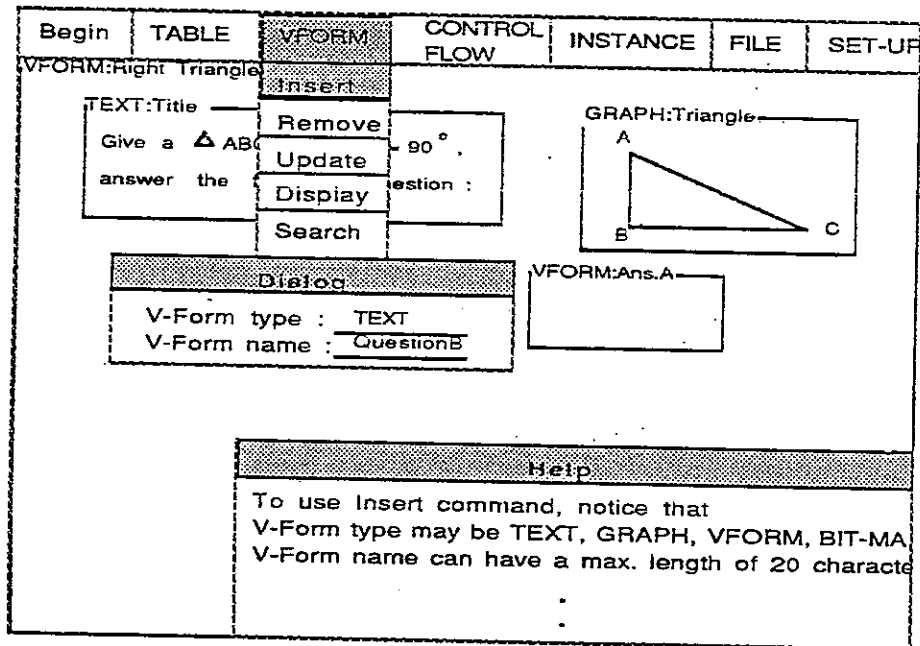 Begin TABLE VFORM CONTROL FLOW INSTANCE FILE SET-UP
VFORM:Right Triangle
Insert
Remove
Update
Display
Search
TEXT:Title
Give a △ ABC 90°,
answer the estion :
GRAPH:Triangle
A
B
C
Dialog
V-Form type : TEXT
V-Form name : QuestionB
VFORM:Ans.A
Help
To use Insert command, notice that
V-Form type may be TEXT, GRAPH, VFORM, BIT-MA
V-Form name can have a max. length of 20 characte